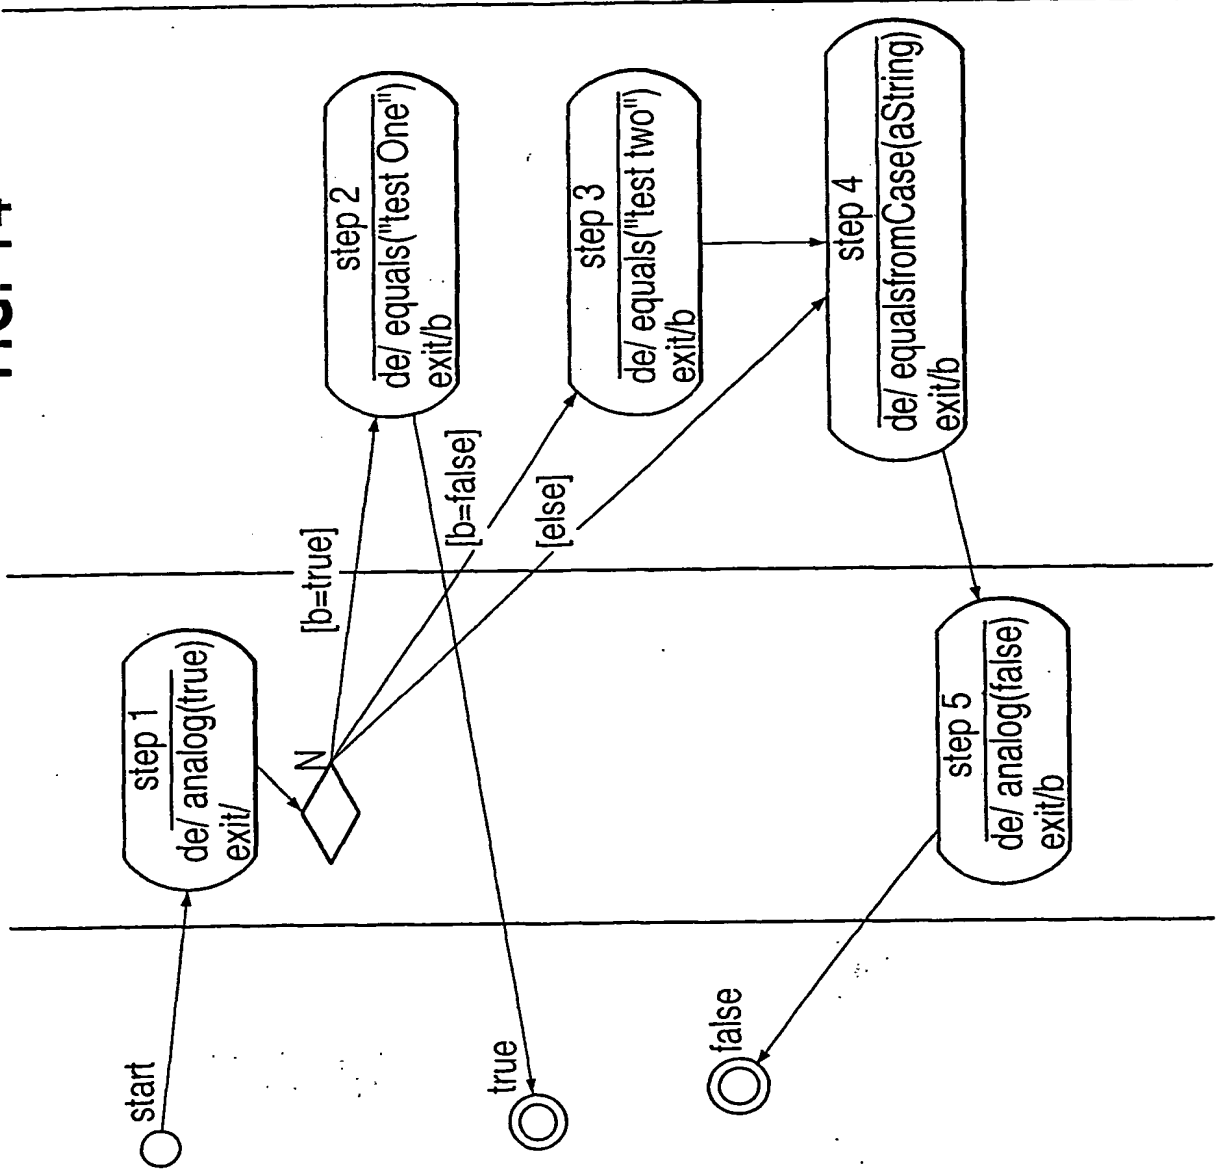 start
step 1
de/ analog(true)
exit/
N
[b=true]
step 2
de/ equals("test One")
exit/b
[b=false]
step 3
de/ equals("test two")
exit/b
[else]
step 4
de/ equalsfromCase(aString)
exit/b
step 5
de/ analog(false)
exit/b
true
false